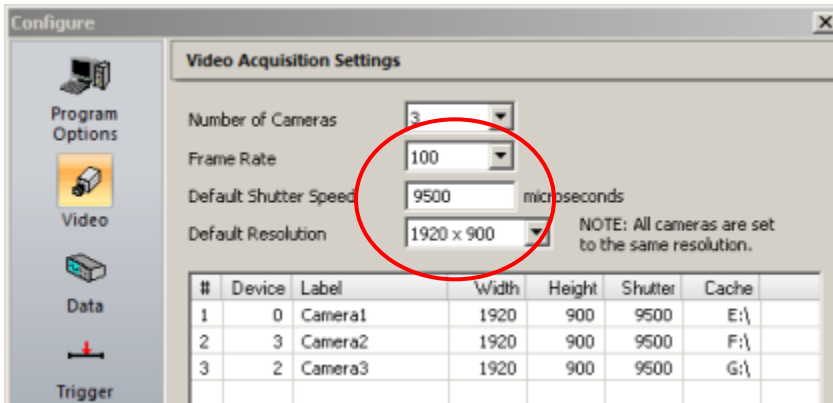 Configure
Program
Options
Video
Data
Trigger
Video Acquisition Settings
Number of Cameras 3
Frame Rate 100
Default Shutter Speed 9500 microseconds
Default Resolution 1920 x 900
NOTE: All cameras are set
to the same resolution.
# Device Label Width Height Shutter Cache
1 0 Camera1 1920 900 9500 E:\
2 3 Camera2 1920 900 9500 F:\
3 2 Camera3 1920 900 9500 G:\